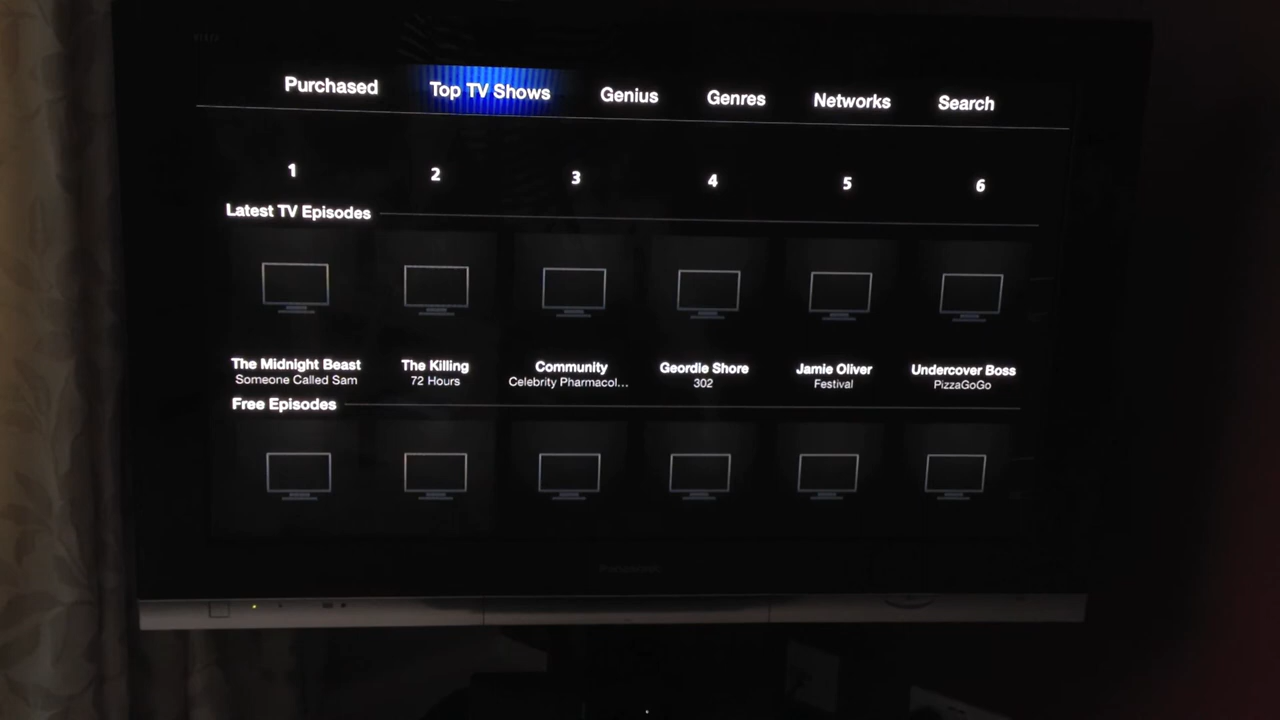 Purchased Top TV Shows Genius Genres Networks Search
1 2 3 4 5 6
Latest TV Episodes
The Midnight Beast The Killing Community Geordie Shore Jamie Oliver Undercover Boss
Someone Called Sam 72 Hours Celebrity Pharmacol... 302 Festival PizzaGoGo
Free Episodes